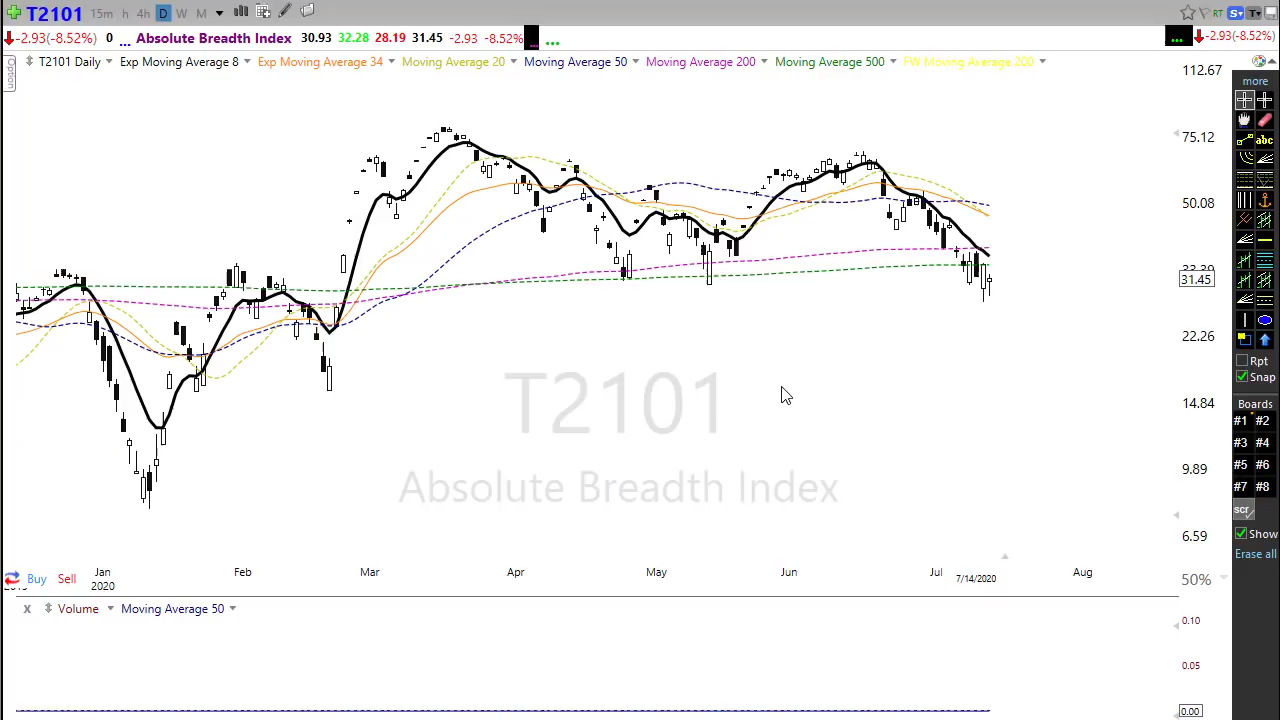 T2101 15m h 4h D W M RT S T
-2.93(-8.52%) 0 ... Absolute Breadth Index 30.93 32.28 28.19 31.45 -2.93 -8.52% ... ... -2.93(-8.52%)
Option
T2101 Daily Exp Moving Average 8 Exp Moving Average 34 Moving Average 20 Moving Average 50 Moving Average 200 Moving Average 500 FW Moving Average 200
112.67
75.12
50.08
31.45
22.26
14.84
9.89
6.59
50%
T2101
Absolute Breadth Index
more
abc
Rpt
Snap
Boards
#1 #2
#3 #4
#5 #6
#7 #8
scr
Show
Erase all
Buy Sell
Jan Feb Mar Apr May Jun Jul Aug
2020 7/14/2020
x Volume Moving Average 50
0.10
0.05
0.00